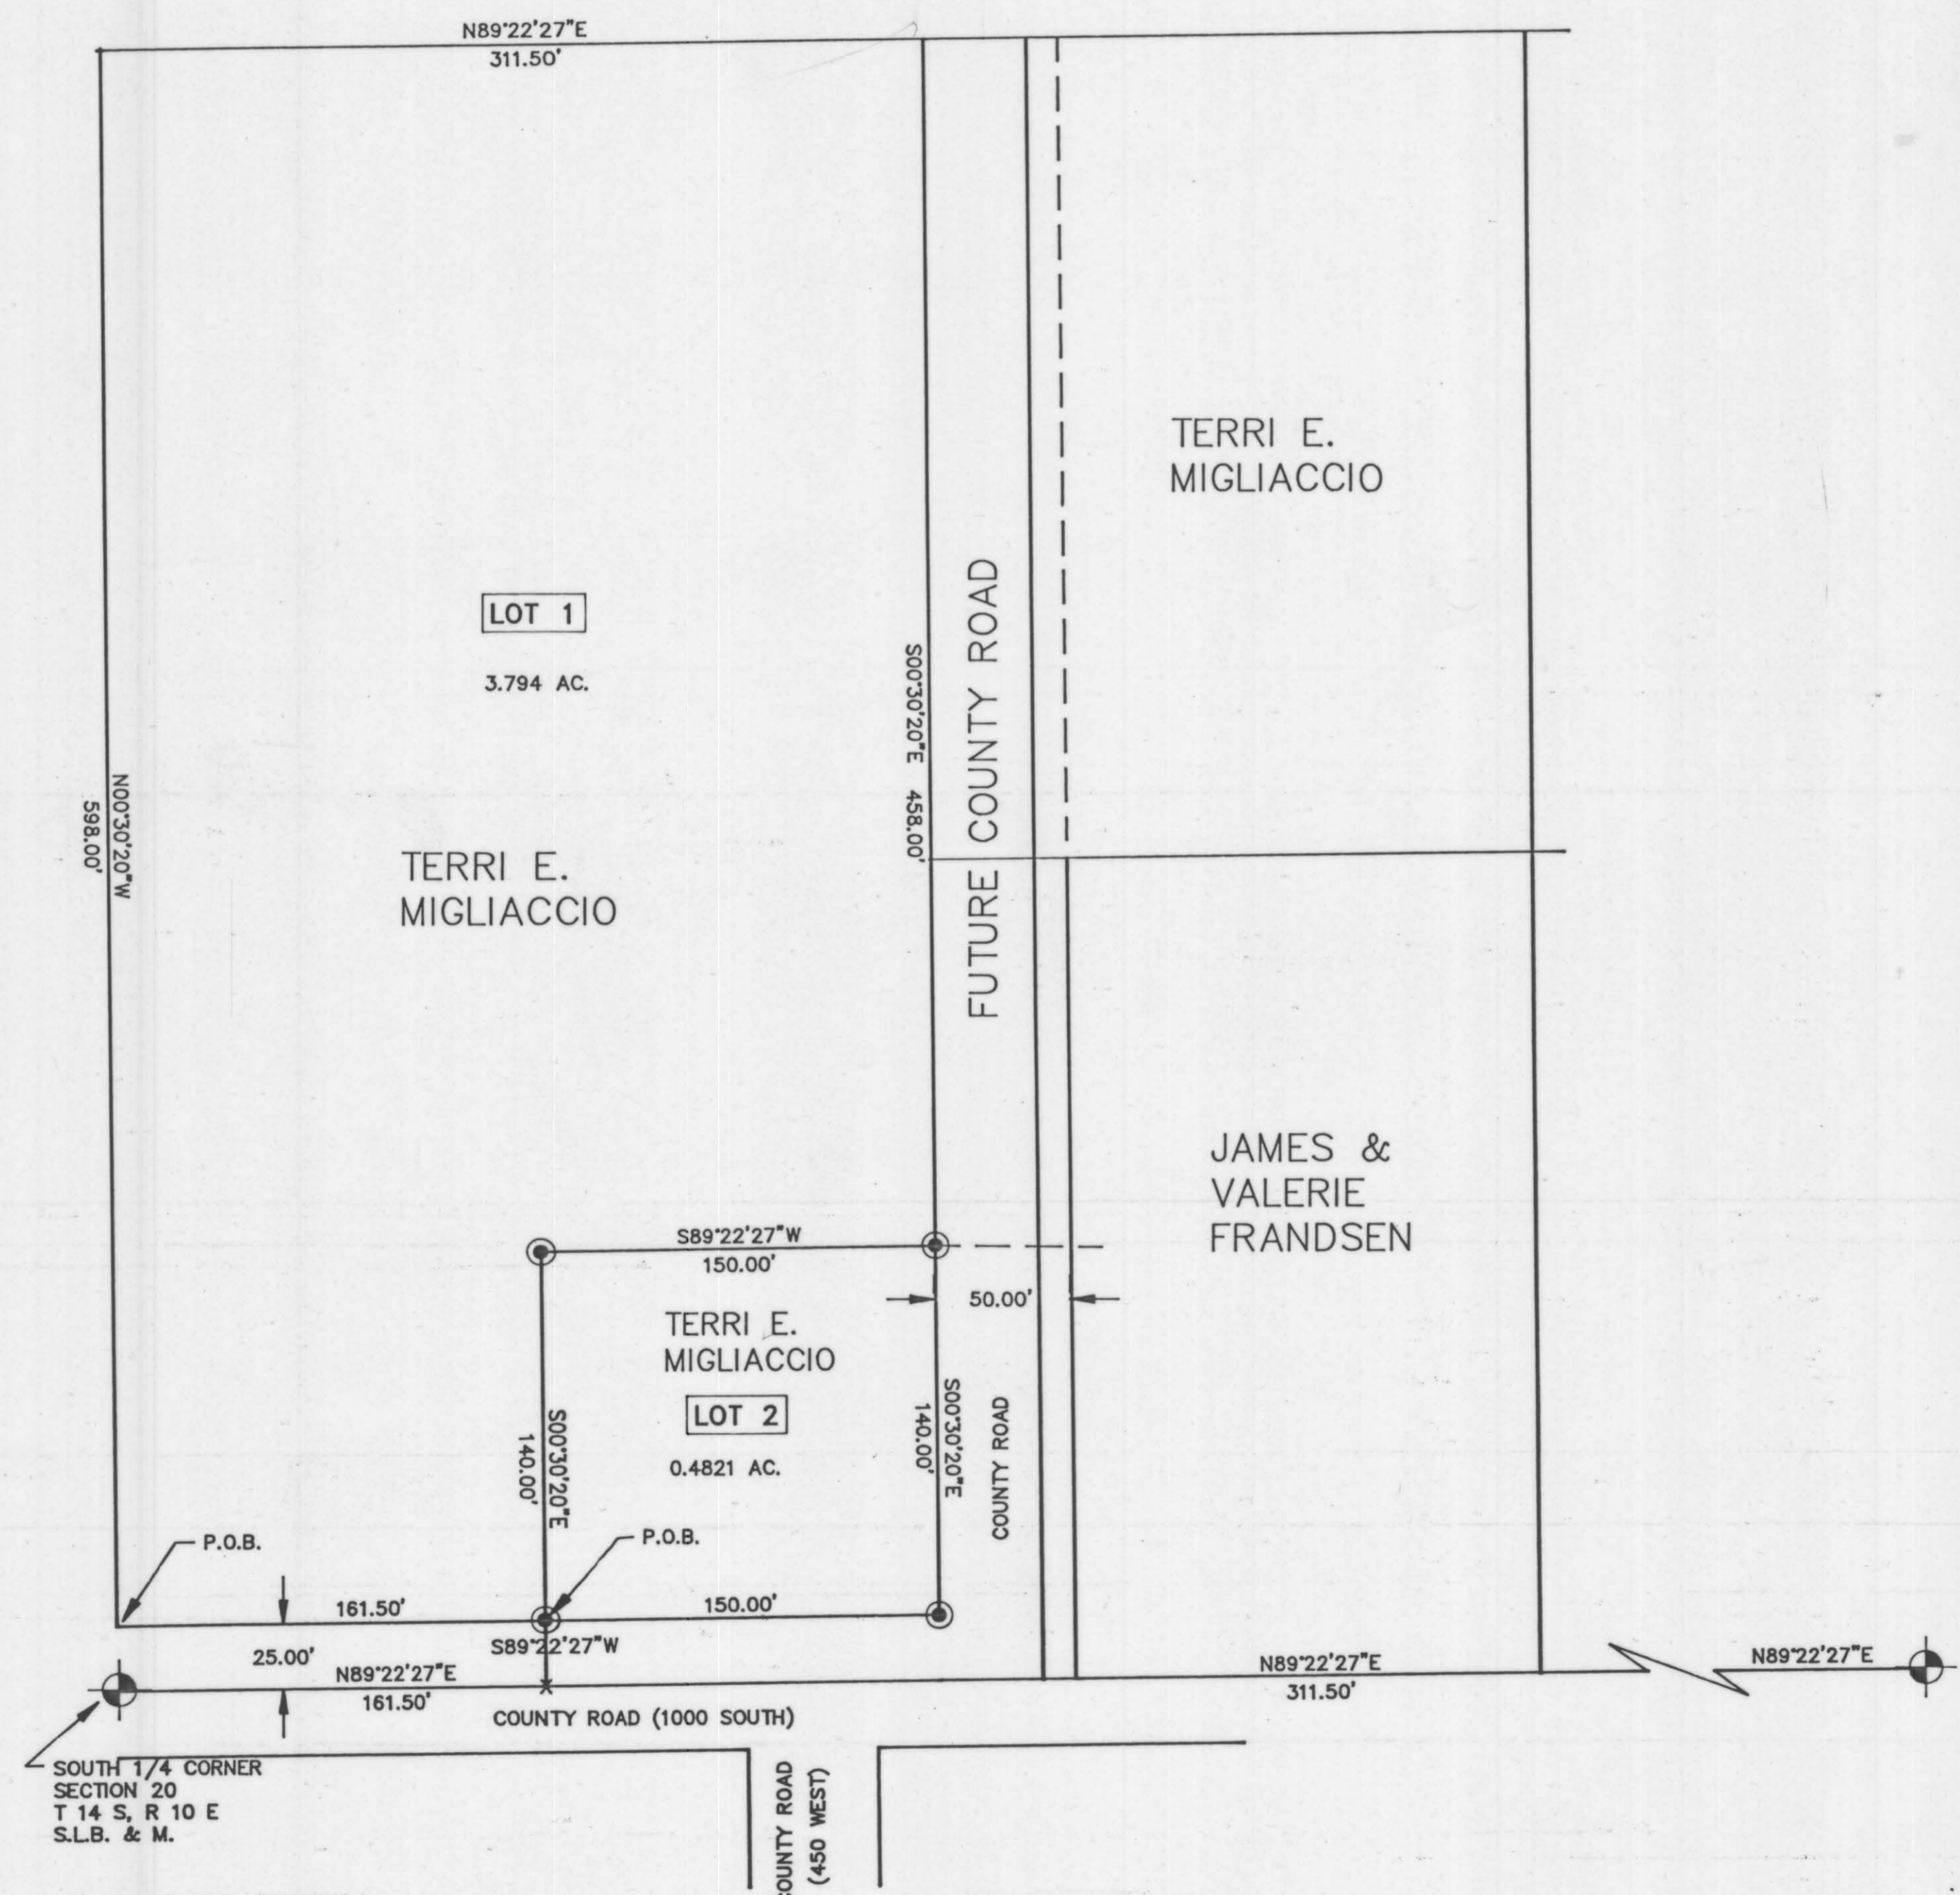 N89°22'27"E
311.50'
LOT 1
3.794 AC.
TERRI E.
MIGLIACCIO
N00°30'20"W
598.00'
S00°30'20"E 458.00'
FUTURE COUNTY ROAD
TERRI E.
MIGLIACCIO
JAMES &
VALERIE
FRANDSEN
S89°22'27"W
150.00'
50.00'
TERRI E.
MIGLIACCIO
LOT 2
0.4821 AC.
S00°30'20"E
140.00'
S00°30'20"E
140.00'
COUNTY ROAD
P.O.B.
P.O.B.
161.50'
150.00'
S89°22'27"W
25.00'
N89°22'27"E
161.50'
N89°22'27"E
311.50'
N89°22'27"E
COUNTY ROAD (1000 SOUTH)
COUNTY ROAD
(450 WEST)
SOUTH 1/4 CORNER
SECTION 20
T 14 S, R 10 E
S.L.B. & M.